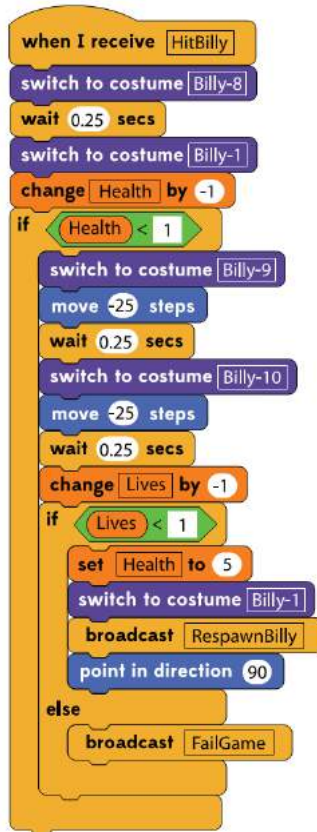 when I receive HitBilly
switch to costume Billy-8
wait 0.25 secs
switch to costume Billy-1
change Health by -1
if Health < 1
switch to costume Billy-9
move -25 steps
wait 0.25 secs
switch to costume Billy-10
move -25 steps
wait 0.25 secs
change Lives by -1
if Lives < 1
set Health to 5
switch to costume Billy-1
broadcast RespawnBilly
point in direction 90
else
broadcast FailGame